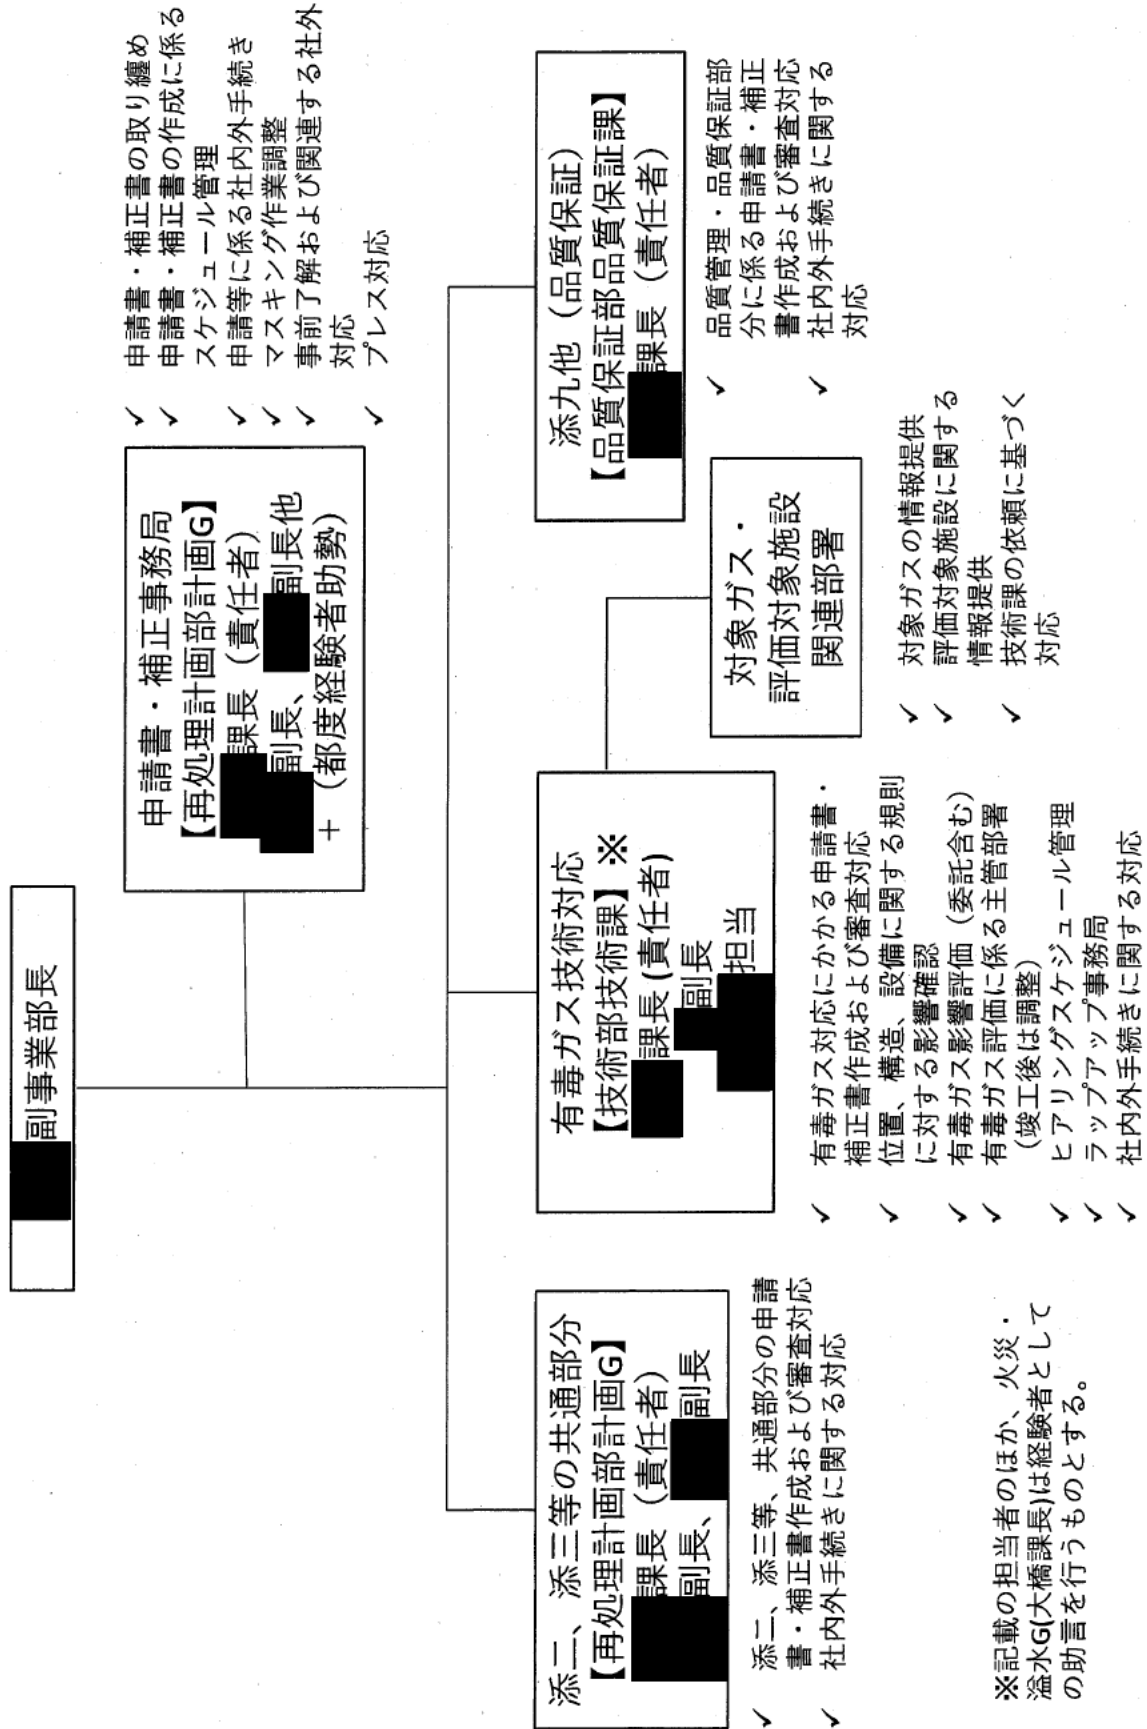 副事業部長
申請書・補正事務局
【再処理計画部計画G】
課長（責任者）
副長、副長他
＋（都度経験者助勢）
✓ 申請書・補正書の取り纏め
✓ 申請書・補正書の作成に係る
スケジュール管理
✓ 申請等に係る社内外手続き
✓ マスキング作業調整
✓ 事前了解および関連する社外
対応
✓ プレス対応
添二、添三等の共通部分
【再処理計画部計画G】
課長（責任者）
副長、副長
✓ 添二、添三等、共通部分の申請
書・補正書作成および審査対応
✓ 社内外手続きに関する対応
有毒ガス技術対応
【技術部技術課】※
課長(責任者)
副長
担当
✓ 有毒ガス対応にかかる申請書・
補正書作成および審査対応
✓ 位置、構造、設備に関する規則
に対する影響確認
✓ 有毒ガス影響評価（委託含む）
✓ 有毒ガス評価に係る主管部署
（竣工後は調整）
✓ ヒアリングスケジュール管理
✓ ラップアップ事務局
✓ 社内外手続きに関する対応
対象ガス・
評価対象施設
関連部署
✓ 対象ガスの情報提供
✓ 評価対象施設に関する
情報提供
✓ 技術課の依頼に基づく
対応
添九他（品質保証）
【品質保証部品質保証課】
課長（責任者）
✓ 品質管理・品質保証部
分に係る申請書・補正
書作成および審査対応
✓ 社内外手続きに関する
対応
※記載の担当者のほか、火災・
溢水G(大橋課長)は経験者として
の助言を行うものとする。